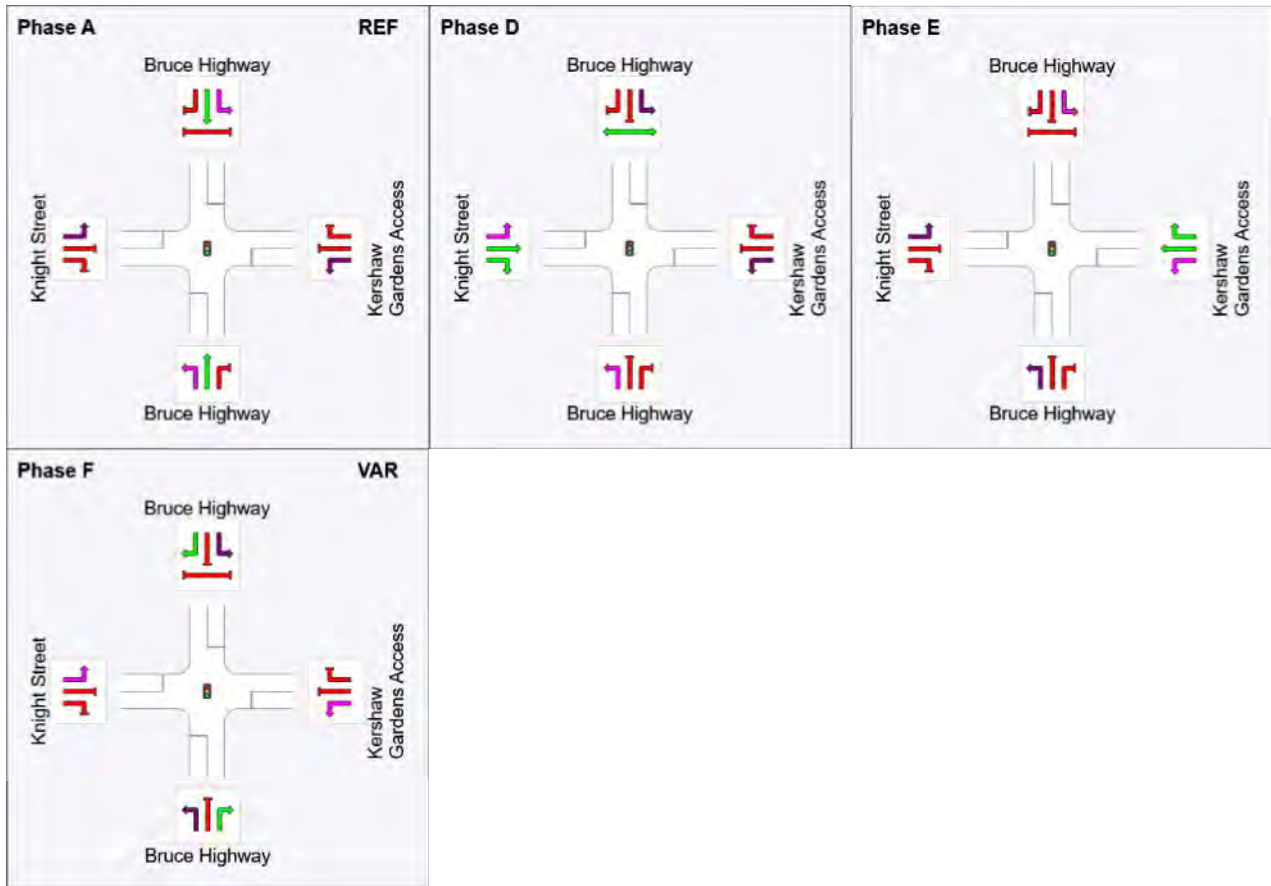 Phase A REF
Bruce Highway
Knight Street
Kershaw
Gardens Access
Bruce Highway
Phase D
Bruce Highway
Knight Street
Kershaw
Gardens Access
Bruce Highway
Phase E
Bruce Highway
Knight Street
Kershaw
Gardens Access
Bruce Highway
Phase F VAR
Bruce Highway
Knight Street
Kershaw
Gardens Access
Bruce Highway